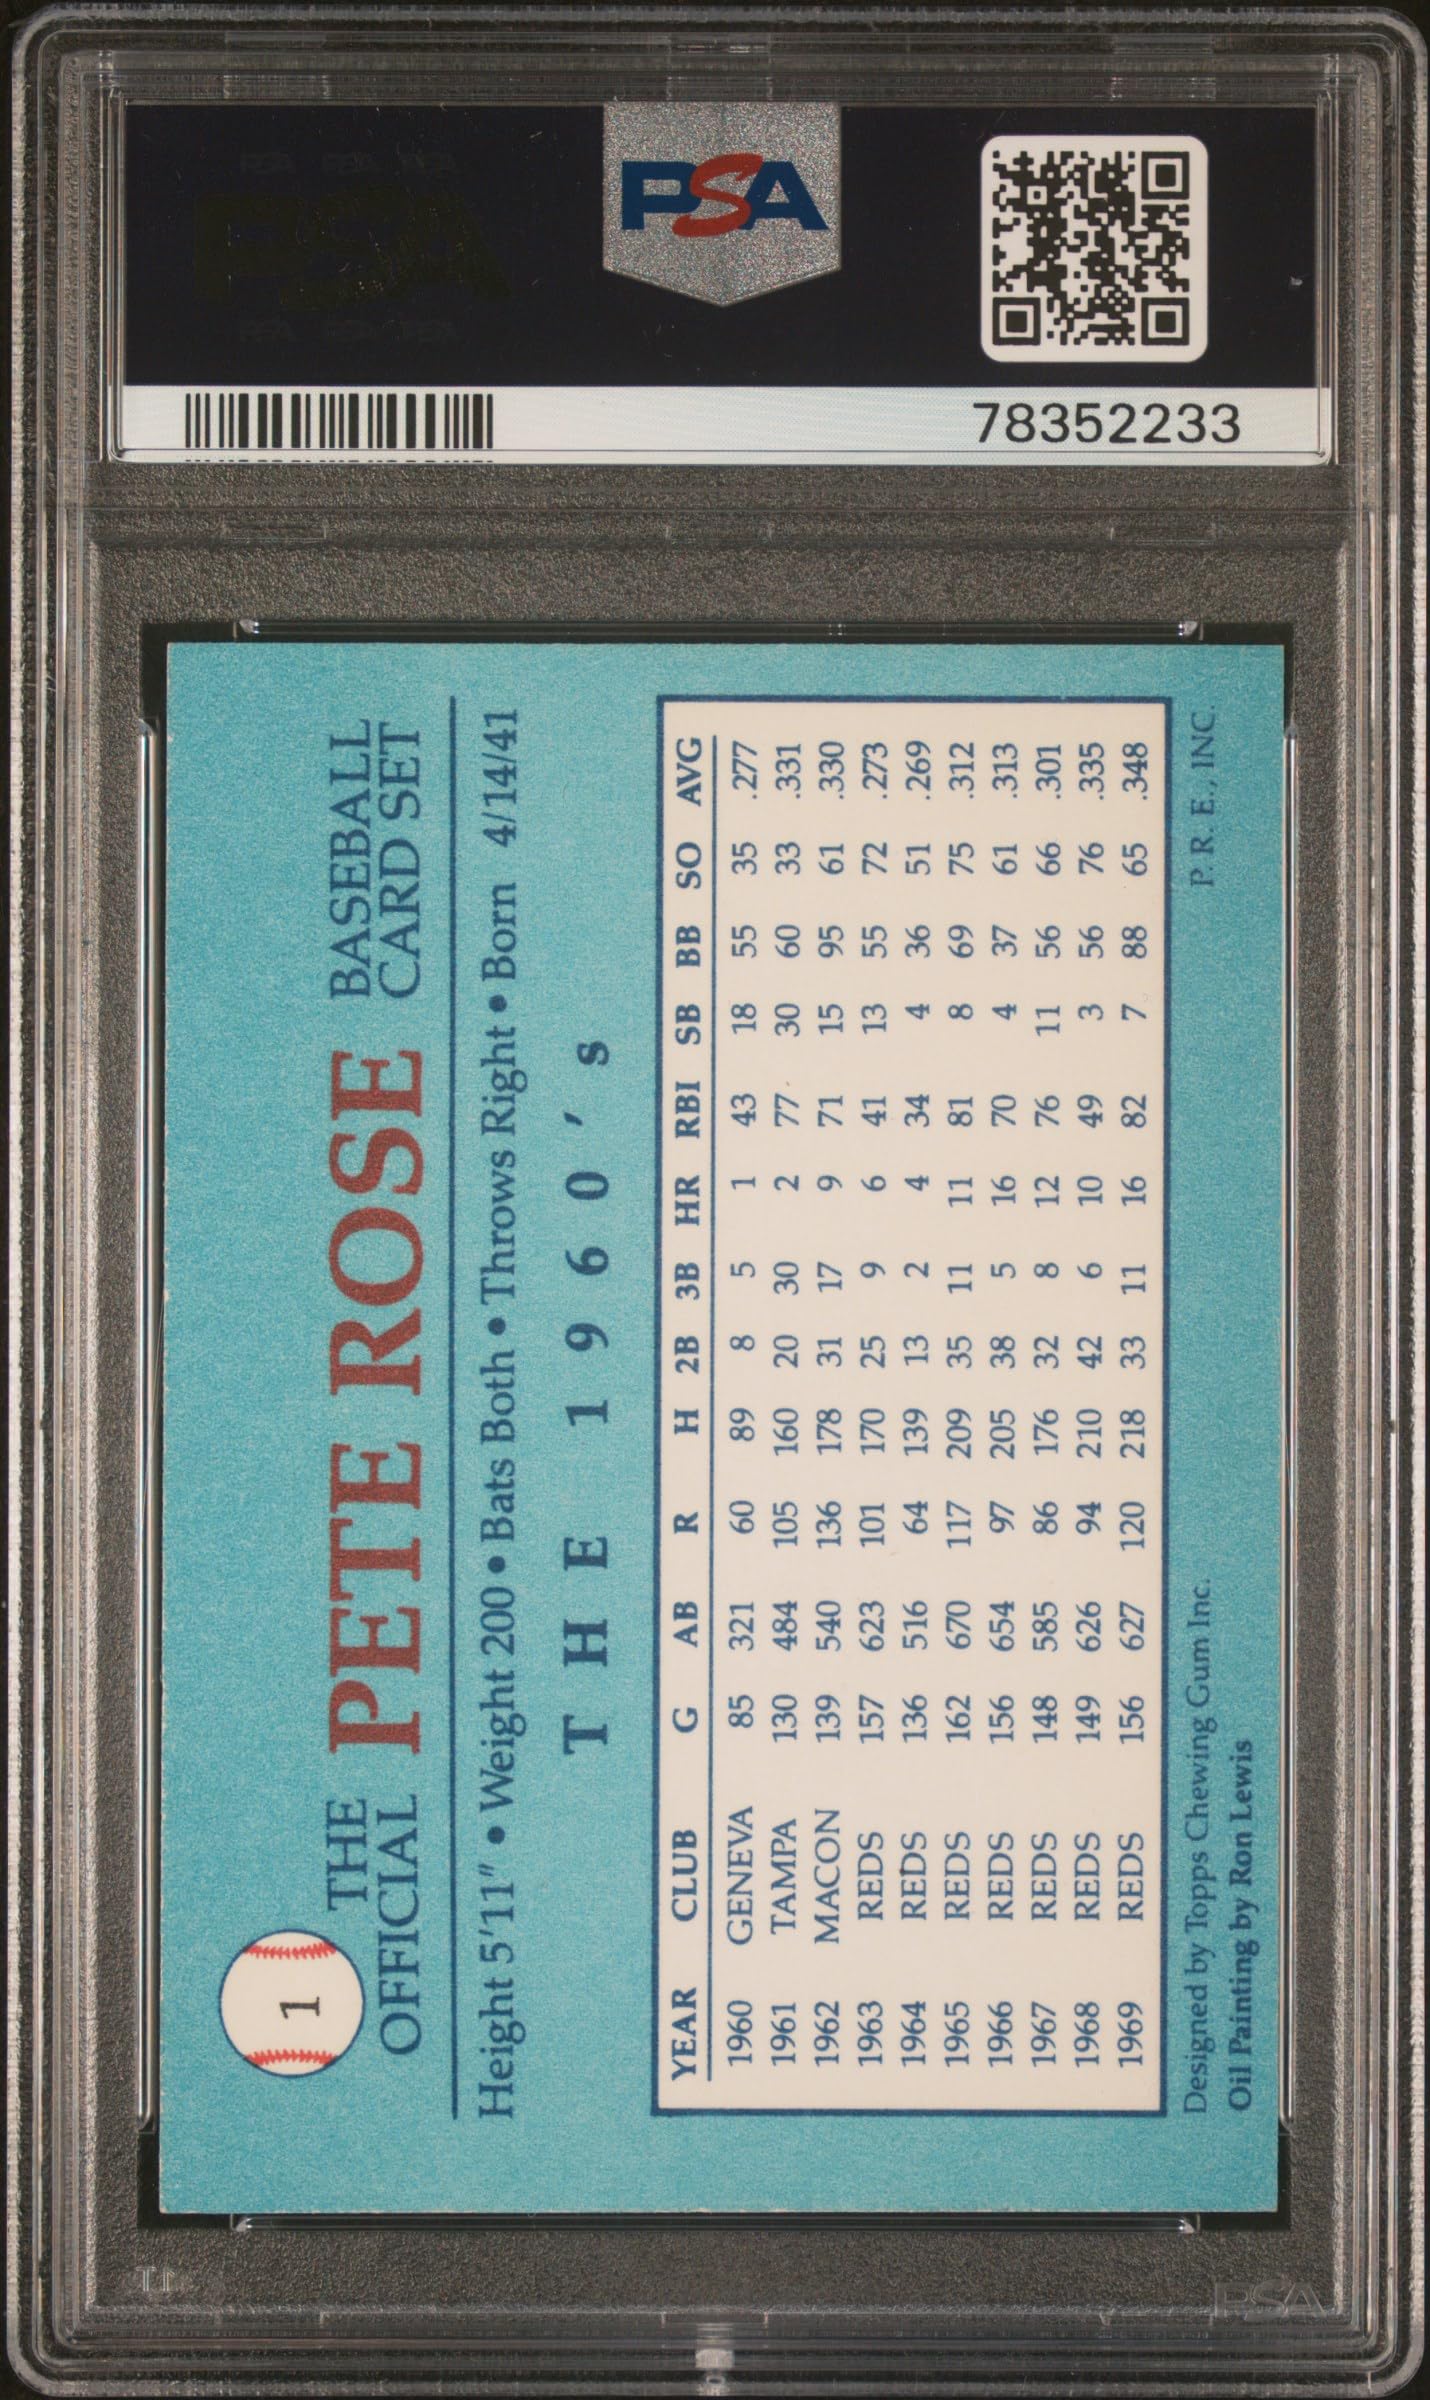 PSA
78352233
1
THE OFFICIAL PETE ROSE BASEBALL CARD SET
Height 5'11" • Weight 200 • Bats Both • Throws Right • Born 4/14/41
THE 1960's
YEAR CLUB G AB R H 2B 3B HR RBI SB BB SO AVG
1960 GENEVA 85 321 60 89 8 5 1 43 18 55 35 .277
1961 TAMPA 130 484 105 160 20 30 2 77 30 60 33 .331
1962 MACON 139 540 136 178 31 17 9 71 15 95 61 .330
1963 REDS 157 623 101 170 25 9 6 41 13 55 72 .273
1964 REDS 136 516 64 139 13 2 4 34 4 36 51 .269
1965 REDS 162 670 117 209 35 11 11 81 8 69 75 .312
1966 REDS 156 654 97 205 38 5 16 70 4 37 61 .313
1967 REDS 148 585 86 176 32 8 12 76 11 56 66 .301
1968 REDS 149 626 94 210 42 6 10 49 3 56 76 .335
1969 REDS 156 627 120 218 33 11 16 82 7 88 65 .348
Designed by Topps Chewing Gum Inc. P. R. E., INC.
Oil Painting by Ron Lewis
PSA